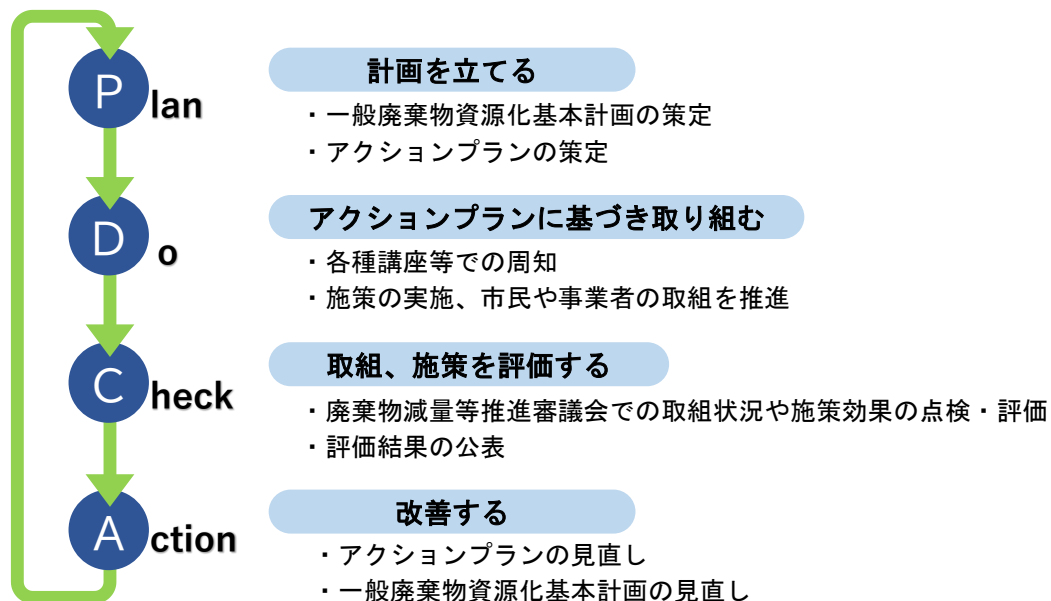 Plan
計画を立てる
・一般廃棄物資源化基本計画の策定
・アクションプランの策定
Do
アクションプランに基づき取り組む
・各種講座等での周知
・施策の実施、市民や事業者の取組を推進
Check
取組、施策を評価する
・廃棄物減量等推進審議会での取組状況や施策効果の点検・評価
・評価結果の公表
Action
改善する
・アクションプランの見直し
・一般廃棄物資源化基本計画の見直し